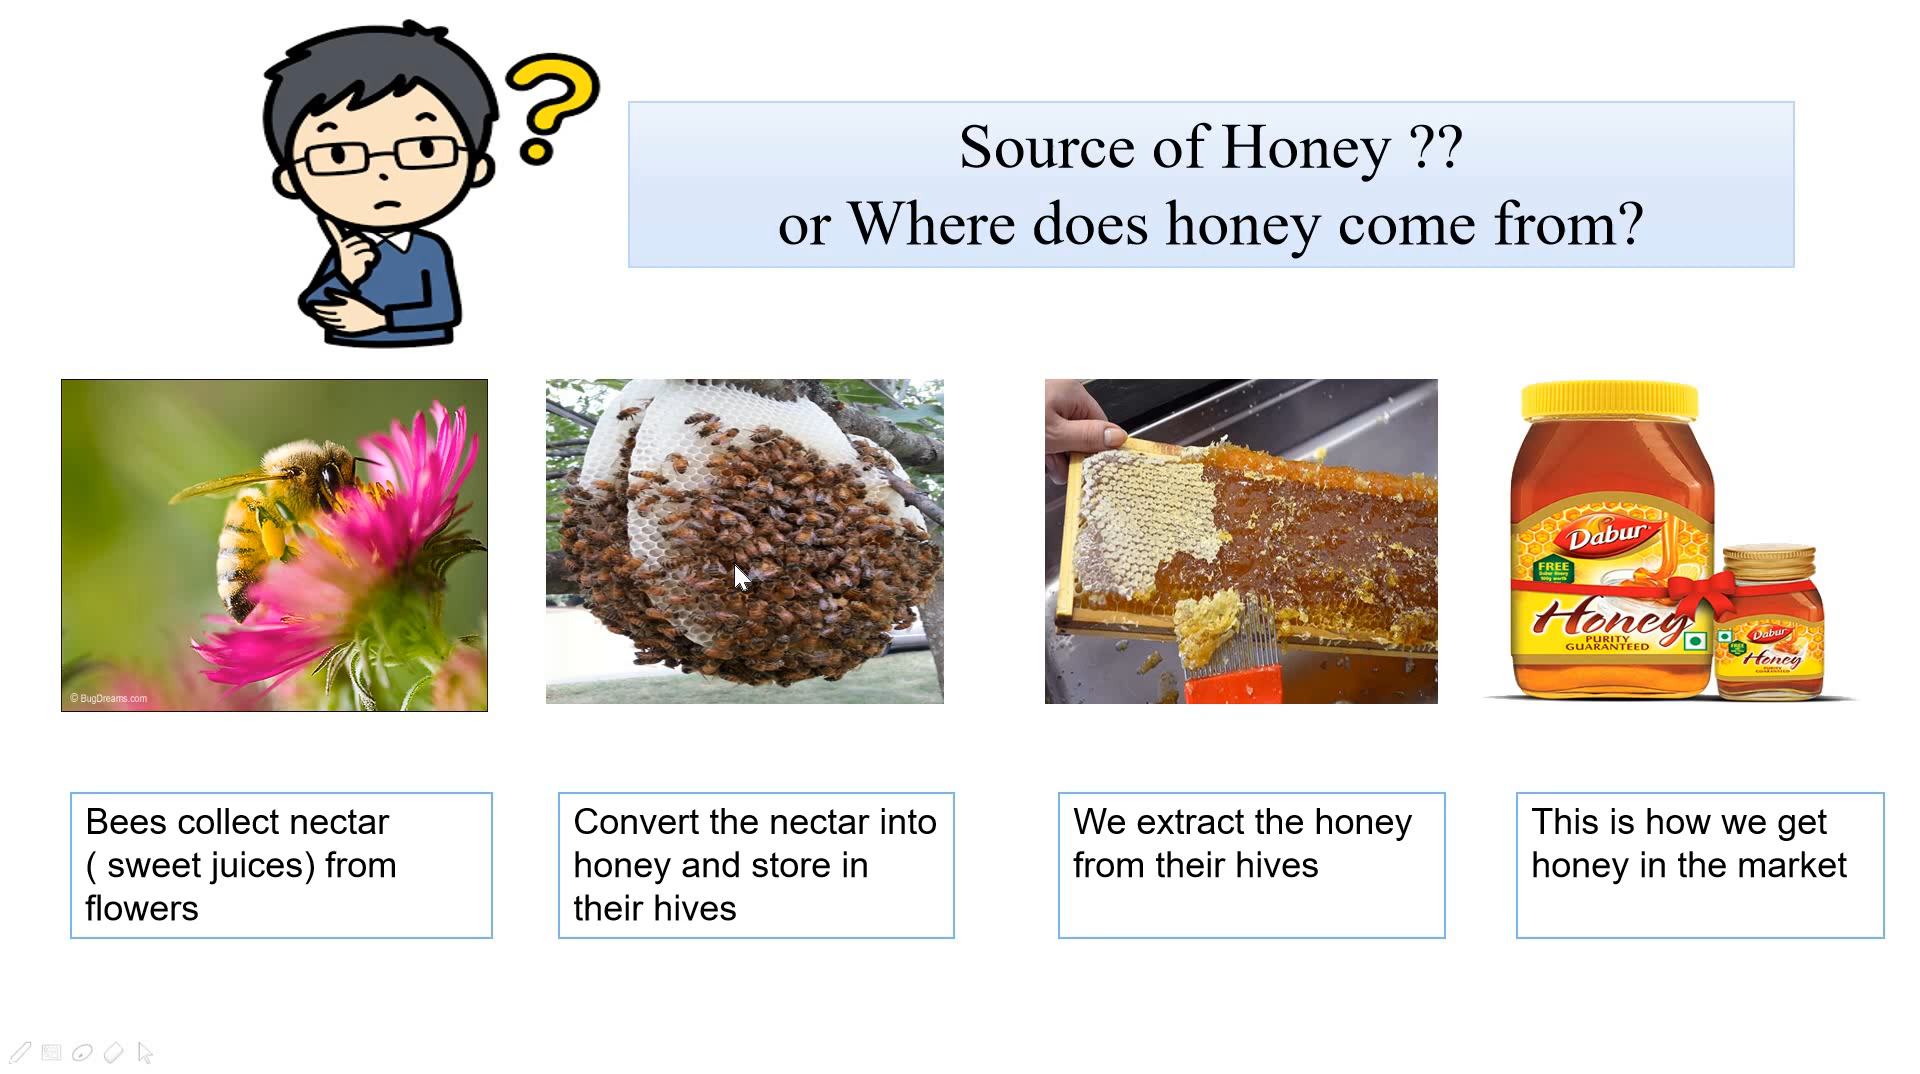 Source of Honey ??
or Where does honey come from?
© BugDreams.com
Dabur
FREE
Honey
PURITY
GUARANTEED
Dabur
FREE
Honey
Bees collect nectar
( sweet juices) from
flowers
Convert the nectar into
honey and store in
their hives
We extract the honey
from their hives
This is how we get
honey in the market